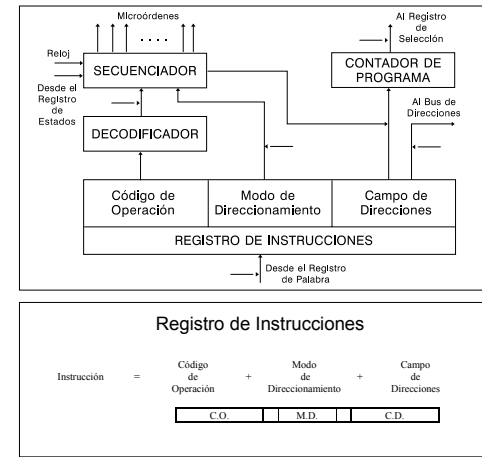 Microórdenes
Reloj
Desde el
Registro
de
Estados
SECUENCIADOR
DECODIFICADOR
Al Registro
de
Selección
CONTADOR DE
PROGRAMA
Al Bus de
Direcciones
Código de
Operación
Modo de
Direccionamiento
Campo de
Direcciones
REGISTRO DE INSTRUCCIONES
Desde el Registro
de Palabra
Registro de Instrucciones
Instrucción = Código de Operación + Modo de Direccionamiento + Campo de Direcciones
C.O. M.D. C.D.